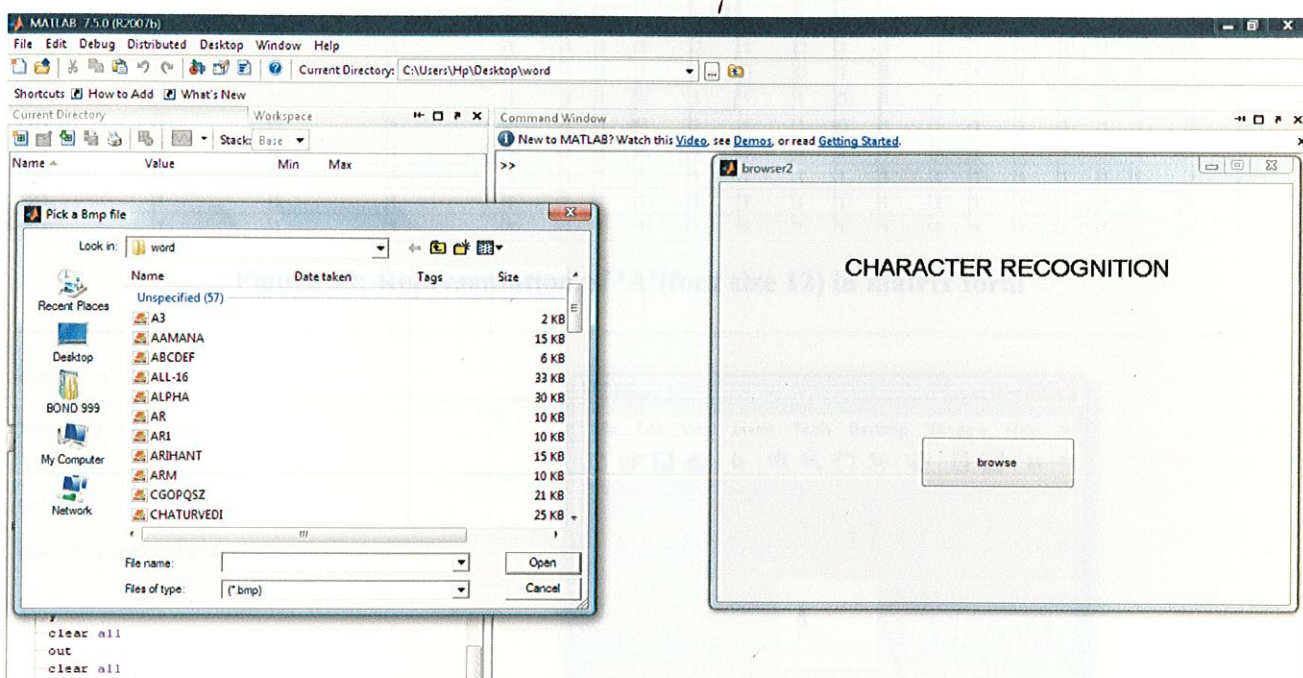 MATLAB 7.5.0 (R2007b)
File Edit Debug Distributed Desktop Window Help
Current Directory: C:\Users\Hp\Desktop\word
Shortcuts How to Add What's New
Current Directory Workspace
Stack: Base
Name Value Min Max
Command Window
New to MATLAB? Watch this Video, see Demos, or read Getting Started.
>>
Pick a Bmp file
Look in: word
Name Date taken Tags Size
Unspecified (57)
A3 2 KB
AAMANA 15 KB
ABCDEF 6 KB
ALL-16 33 KB
ALPHA 30 KB
AR 10 KB
AR1 10 KB
ARIHANT 15 KB
ARM 10 KB
CGOPQSZ 21 KB
CHATURVEDI 25 KB
Recent Places
Desktop
BOND 999
My Computer
Network
File name: Open
Files of type: (*.bmp) Cancel
browser2
CHARACTER RECOGNITION
browse
clear all
out
clear all
'A'(font size 12) in matrix form